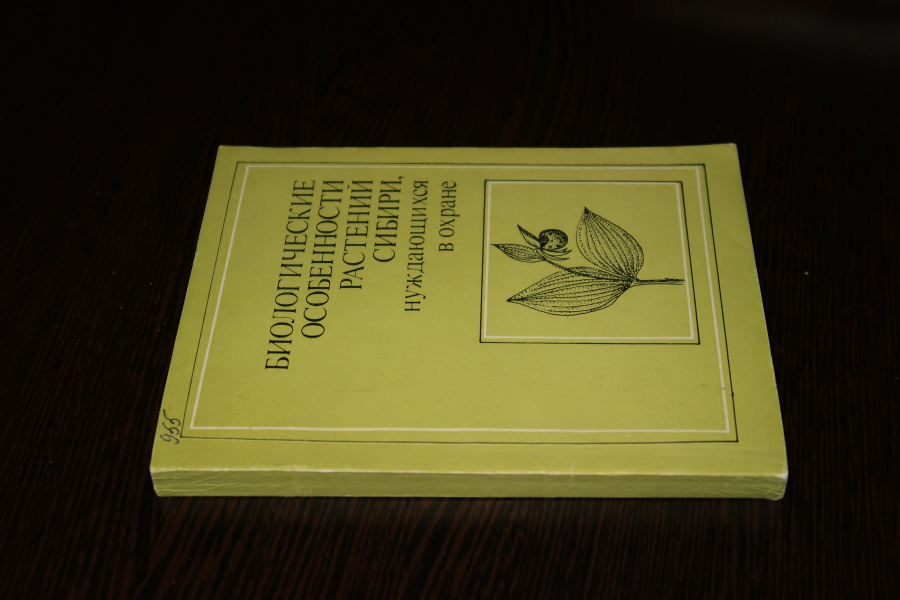 БИОЛОГИЧЕСКИЕ
ОСОБЕННОСТИ
РАСТЕНИЙ
СИБИРИ,
нуждающихся
в охране
955